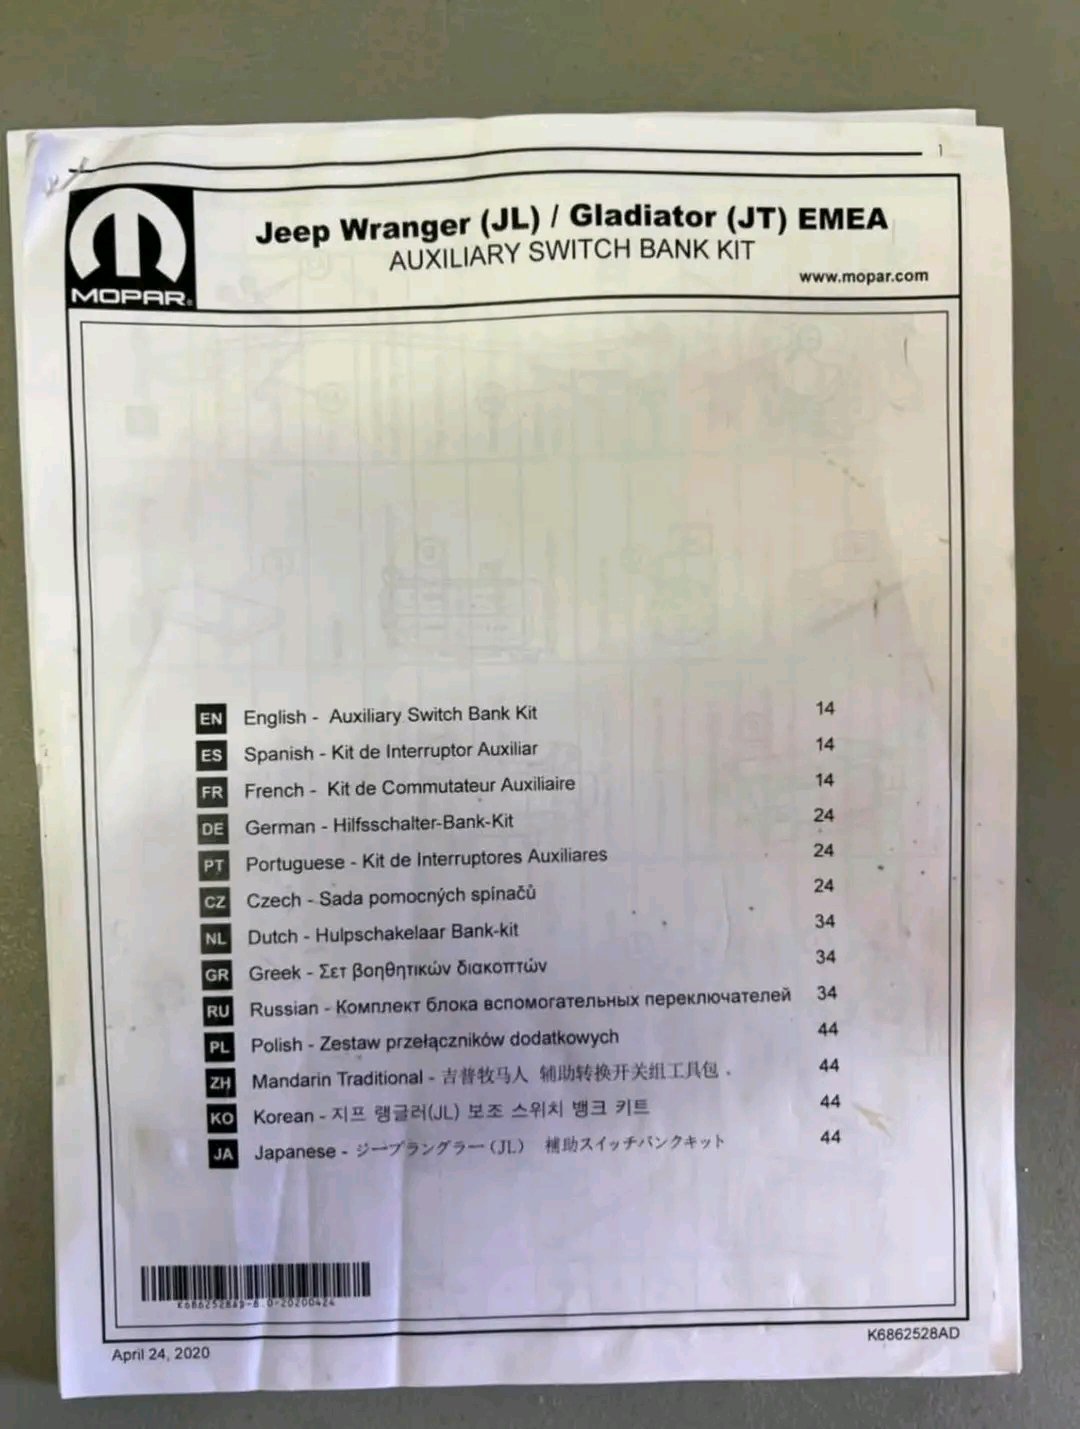 1
Jeep Wranger (JL) / Gladiator (JT) EMEA
AUXILIARY SWITCH BANK KIT
www.mopar.com
MOPAR®
EN English - Auxiliary Switch Bank Kit 14
ES Spanish - Kit de Interruptor Auxiliar 14
FR French - Kit de Commutateur Auxiliaire 14
DE German - Hilfsschalter-Bank-Kit 24
PT Portuguese - Kit de Interruptores Auxiliares 24
CZ Czech - Sada pomocných spínačů 24
NL Dutch - Hulpschakelaar Bank-kit 34
GR Greek - Σετ βοηθητικών διακοπτών 34
RU Russian - Комплект блока вспомогательных переключателей 34
PL Polish - Zestaw przełączników dodatkowych 44
ZH Mandarin Traditional - 吉普牧马人 辅助转换开关组工具包 . 44
KO Korean - 지프 랭글러(JL) 보조 스위치 뱅크 키트 44
JA Japanese - ジープラングラー (JL) 補助スイッチバンクキット 44
K6862528AD-6.0-20200424
K6862528AD
April 24, 2020